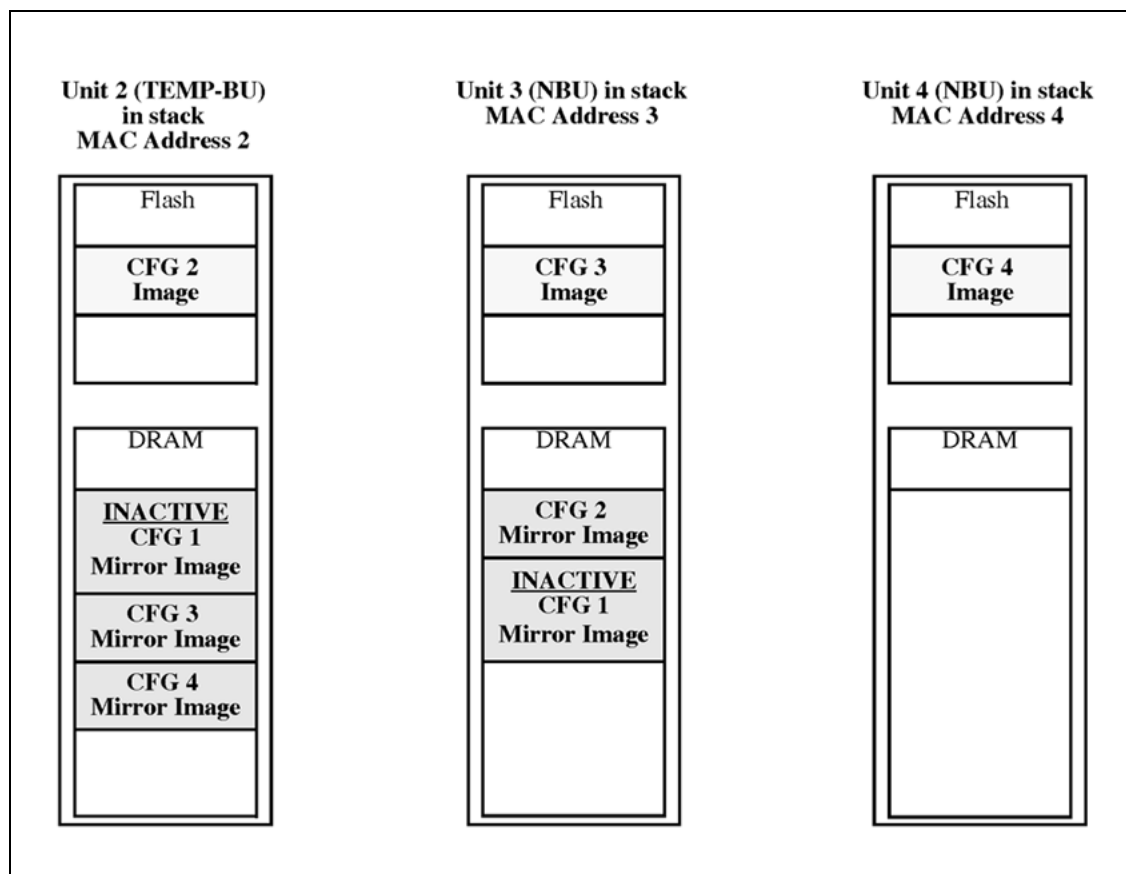 Unit 2 (TEMP-BU)
in stack
MAC Address 2
Flash
CFG 2
Image
DRAM
INACTIVE
CFG 1
Mirror Image
CFG 3
Mirror Image
CFG 4
Mirror Image
Unit 3 (NBU) in stack
MAC Address 3
Flash
CFG 3
Image
DRAM
CFG 2
Mirror Image
INACTIVE
CFG 1
Mirror Image
Unit 4 (NBU) in stack
MAC Address 4
Flash
CFG 4
Image
DRAM